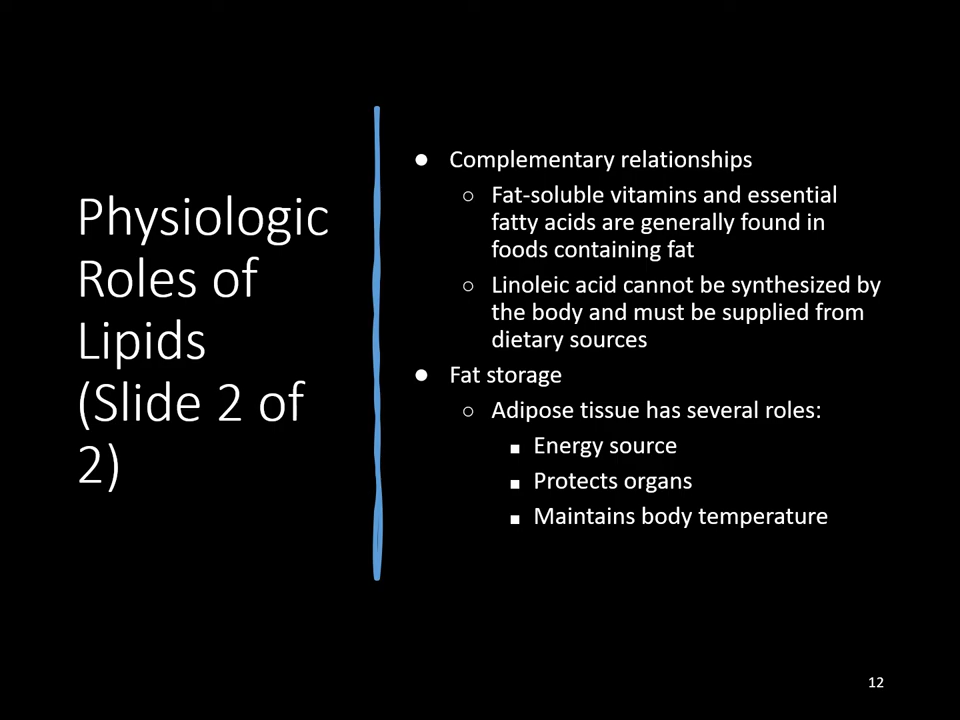 Physiologic
Roles of
Lipids
(Slide 2 of
2)
● Complementary relationships
○ Fat-soluble vitamins and essential
fatty acids are generally found in
foods containing fat
○ Linoleic acid cannot be synthesized by
the body and must be supplied from
dietary sources
● Fat storage
○ Adipose tissue has several roles:
■ Energy source
■ Protects organs
■ Maintains body temperature
12